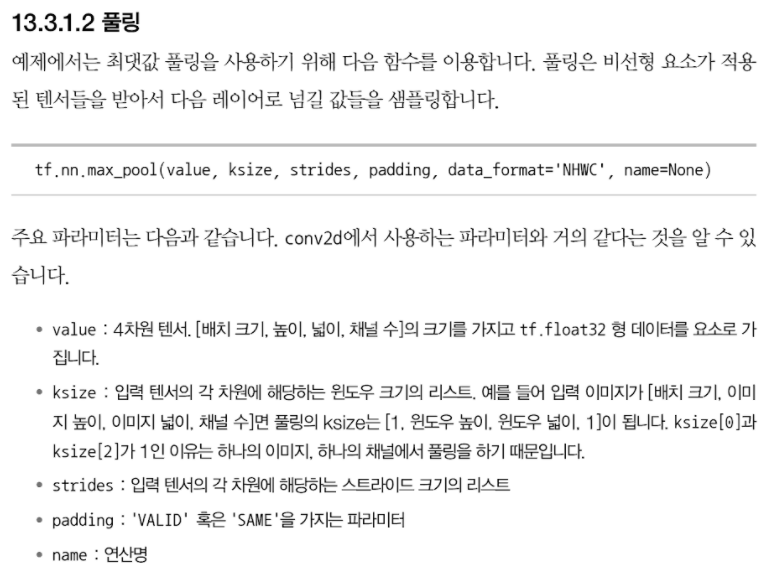 13.3.1.2 풀링
예제에서는 최댓값 풀링을 사용하기 위해 다음 함수를 이용합니다. 풀링은 비선형 요소가 적용
된 텐서들을 받아서 다음 레이어로 넘길 값들을 샘플링합니다.
tf.nn.max_pool(value, ksize, strides, padding, data_format='NHWC', name=None)
주요 파라미터는 다음과 같습니다. conv2d에서 사용하는 파라미터와 거의 같다는 것을 알 수 있
습니다.
• value : 4차원 텐서. [배치 크기, 높이, 넓이, 채널 수]의 크기를 가지고 tf.float32 형 데이터를 요소로 가
집니다.
• ksize : 입력 텐서의 각 차원에 해당하는 윈도우 크기의 리스트. 예를 들어 입력 이미지가 [배치 크기, 이미
지 높이, 이미지 넓이, 채널 수]면 풀링의 ksize는 [1, 윈도우 높이, 윈도우 넓이, 1]이 됩니다. ksize[0]과
ksize[2]가 1인 이유는 하나의 이미지, 하나의 채널에서 풀링을 하기 때문입니다.
• strides : 입력 텐서의 각 차원에 해당하는 스트라이드 크기의 리스트
• padding : 'VALID' 혹은 'SAME'을 가지는 파라미터
• name : 연산명